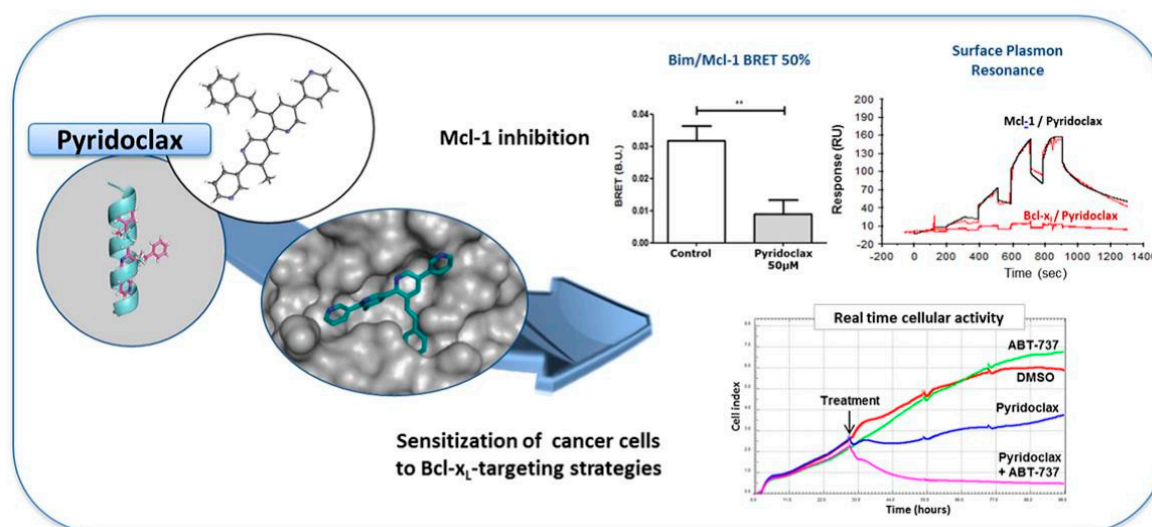 Pyridoclax
Mcl-1 inhibition
Sensitization of cancer cells
to Bcl-xL-targeting strategies
Bim/Mcl-1 BRET 50%
**
BRET (B.U.)
0.04
0.03
0.02
0.01
0.00
Control
Pyridoclax
50µM
Surface Plasmon
Resonance
Response (RU)
200
180
160
140
120
100
80
60
40
20
0
-20
Mcl-1 / Pyridoclax
Bcl-xL/ Pyridoclax
-200 0 200 400 600 800 1000 1200 1400
Time (sec)
Real time cellular activity
Cell index
Treatment
ABT-737
DMSO
Pyridoclax
Pyridoclax
+ ABT-737
Time (hours)